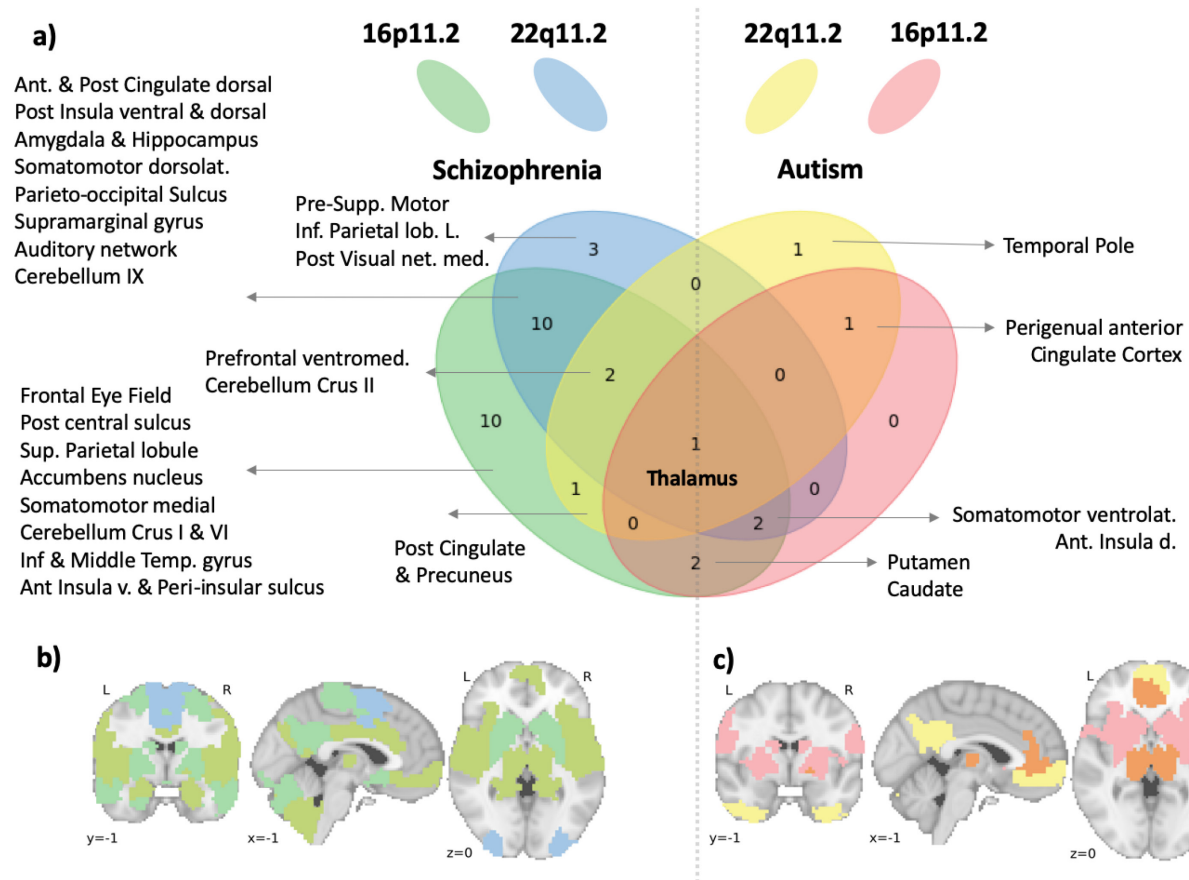 a)
16p11.2 22q11.2 22q11.2 16p11.2
Schizophrenia Autism
Ant. & Post Cingulate dorsal
Post Insula ventral & dorsal
Amygdala & Hippocampus
Somatomotor dorsolat.
Parieto-occipital Sulcus
Supramarginal gyrus
Auditory network
Cerebellum IX
Pre-Supp. Motor
Inf. Parietal lob. L.
Post Visual net. med.
3
1
0
Temporal Pole
10
1
Perigenual anterior
Cingulate Cortex
Prefrontal ventromed.
Cerebellum Crus II
2
0
Frontal Eye Field
Post central sulcus
Sup. Parietal lobule
Accumbens nucleus
Somatomotor medial
Cerebellum Crus I & VI
Inf & Middle Temp. gyrus
Ant Insula v. & Peri-insular sulcus
10
0
1
Thalamus
1
0
0
2
2
Post Cingulate
& Precuneus
Somatomotor ventrolat.
Ant. Insula d.
Putamen
Caudate
b)
L R
L R
y=-1
x=-1
z=0
c)
L R
L
y=-1
x=-1
z=0